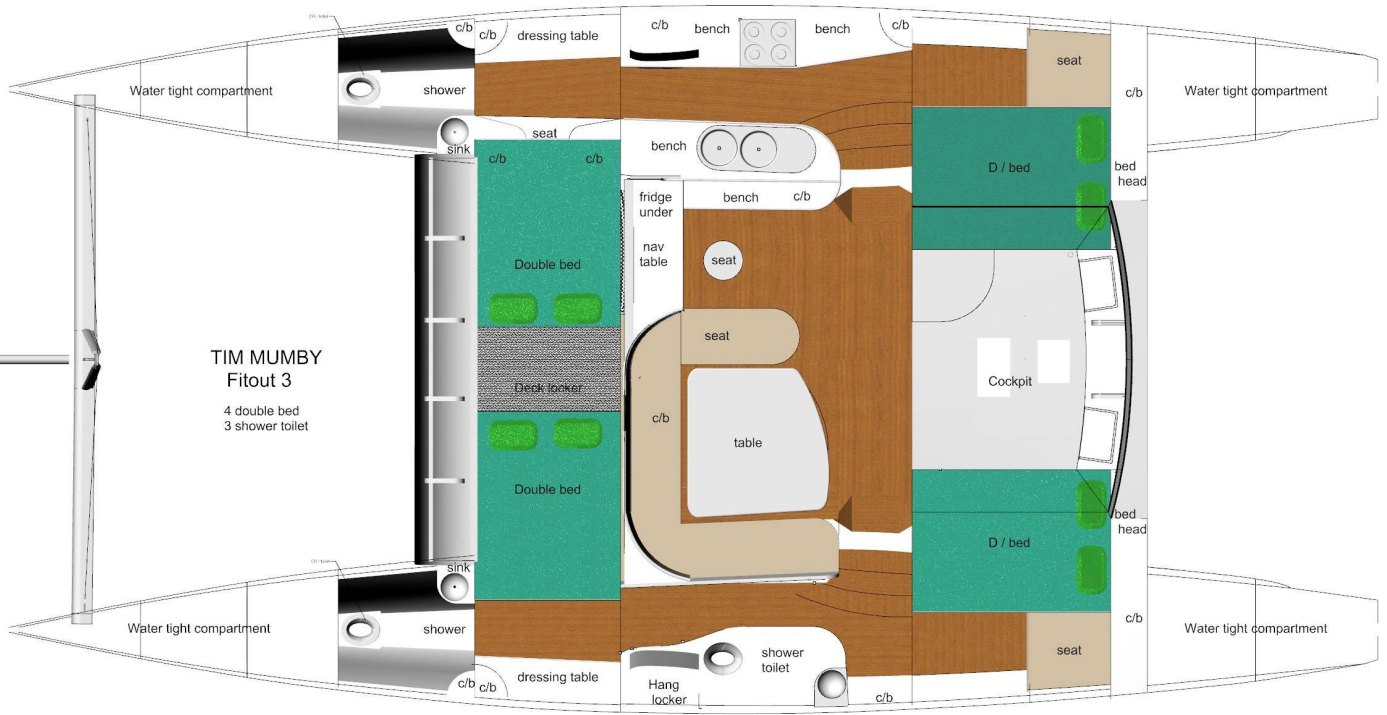 c/b
c/b
dressing table
c/b
bench
bench
c/b
seat
Water tight compartment
shower
c/b
Water tight compartment
sink
seat
bench
c/b
c/b
D / bed
bed
head
fridge
under
bench
c/b
nav
table
seat
Double bed
seat
TIM MUMBY
Fitout 3
4 double bed
3 shower toilet
Deck locker
Cockpit
c/b
table
Double bed
bed
head
D / bed
sink
Water tight compartment
shower
c/b
Water tight compartment
shower
toilet
seat
dressing table
c/b
c/b
Hang
locker
c/b